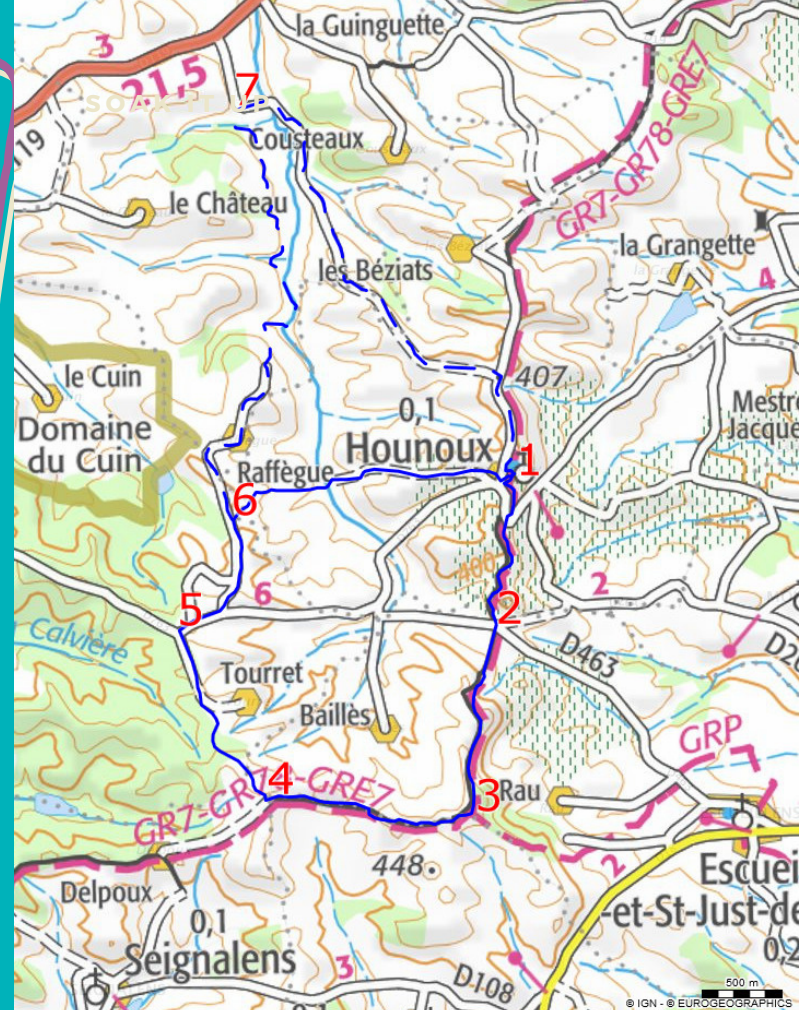 la Guinguette
3
21,5
7
Cousteaux
119
le Château
GR7-GR78-GRE7
la Grangette
4
les Béziats
407
le Cuin
0,1
Mestre
Jacque
Domaine
du Cuin
Hounoux
1
Raffègue
6
400
6
2
5
2
Calvière
D463
D20
Tourret
Baillès
GRP
4
3
Rau
GR7-GR78-GRE7
2
448
Escuei
-et-St-Just-de
Delpoux
0,1
0,2
Seignalens
3
D108
500 m
© IGN - © EUROGEOGRAPHICS